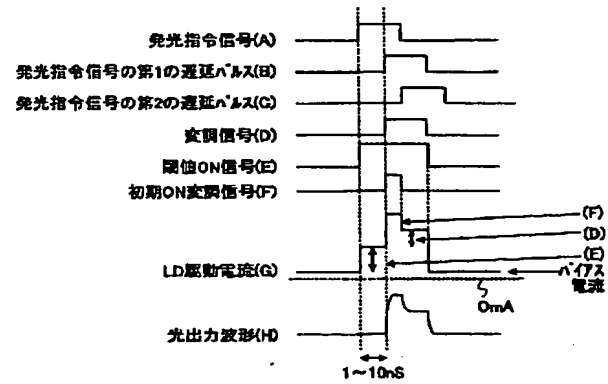 発光指令信号(A)
発光指令信号の第1の遅延パルス(B)
発光指令信号の第2の遅延パルス(C)
変調信号(D)
閾値ON信号(E)
初期ON変調信号(F)
(F)
(D)
(E)
LD駆動電流(G)
バイアス
電流
0mA
光出力波形(H)
1~10nS